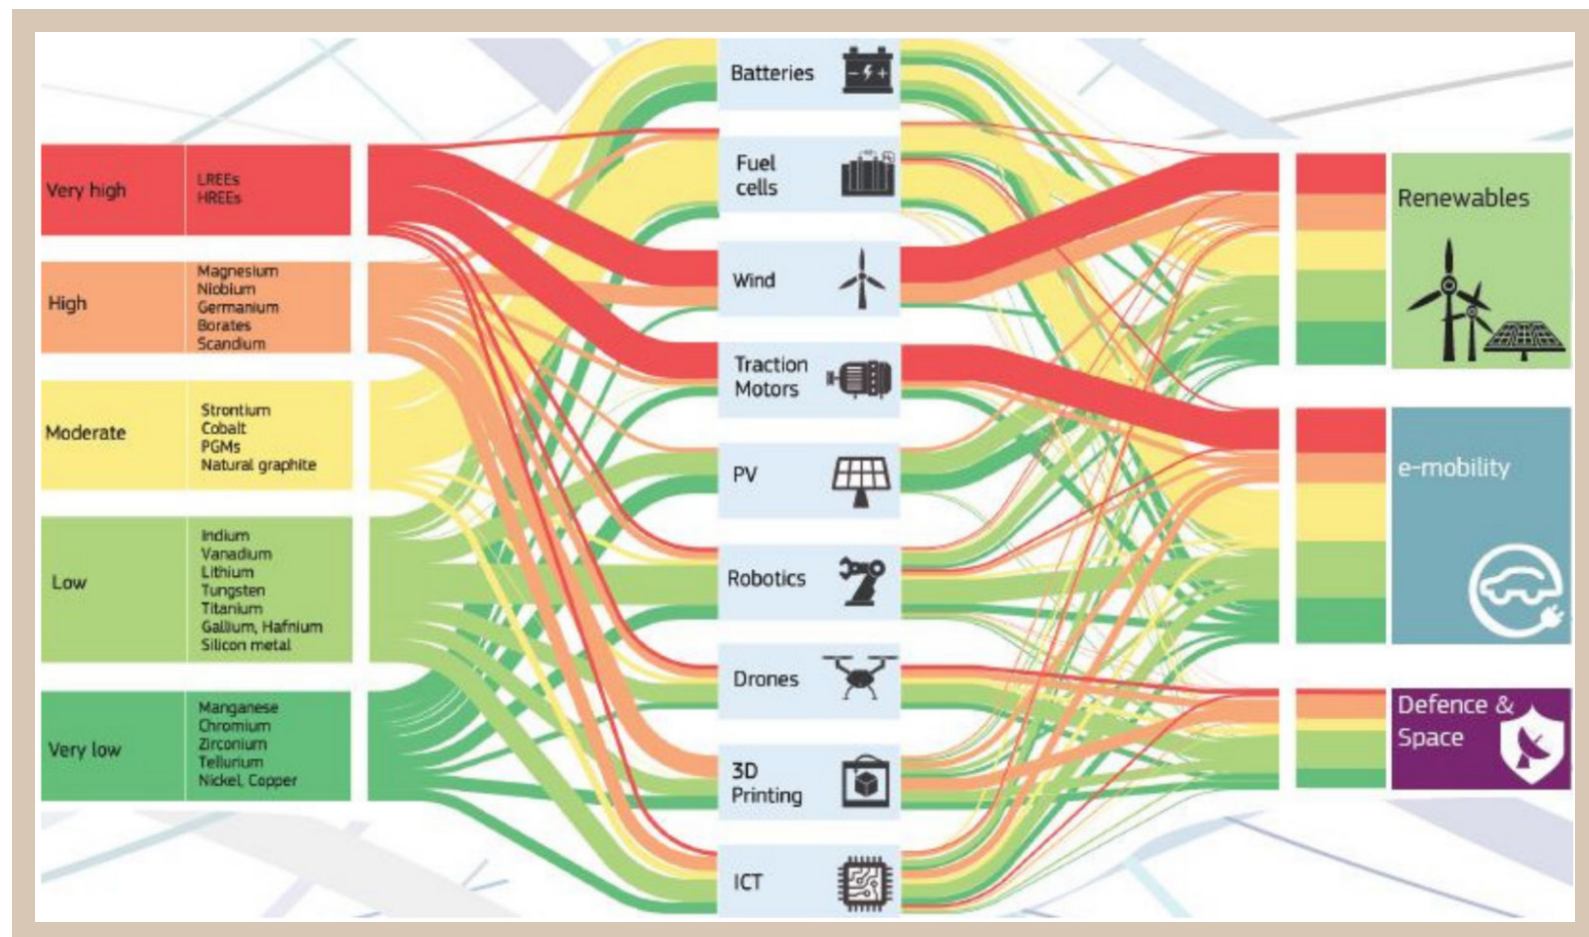 Very high
LREEs
HREEs
High
Magnesium
Niobium
Germanium
Borates
Scandium
Moderate
Strontium
Cobalt
PGMs
Natural graphite
Low
Indium
Vanadium
Lithium
Tungsten
Titanium
Gallium, Hafnium
Silicon metal
Very low
Manganese
Chromium
Zirconium
Tellurium
Nickel, Copper
Batteries
Fuel
cells
Wind
Traction
Motors
PV
Robotics
Drones
3D
Printing
ICT
Renewables
e-mobility
Defence &
Space